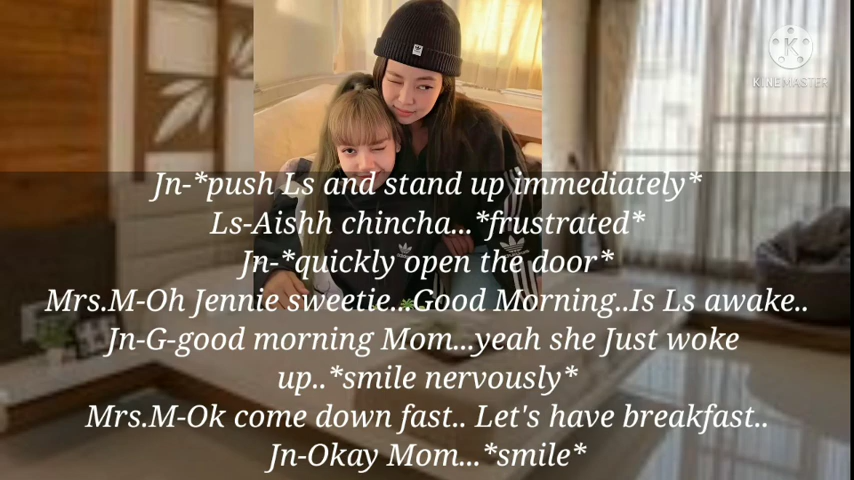 KINEMASTER
Jn-*push Ls and stand up immediately*
Ls-Aishh chincha...*frustrated*
Jn-*quickly open the door*
Mrs.M-Oh Jennie sweetie...Good Morning..Is Ls awake..
Jn-G-good morning Mom...yeah she Just woke
up..*smile nervously*
Mrs.M-Ok come down fast.. Let's have breakfast..
Jn-Okay Mom...*smile*